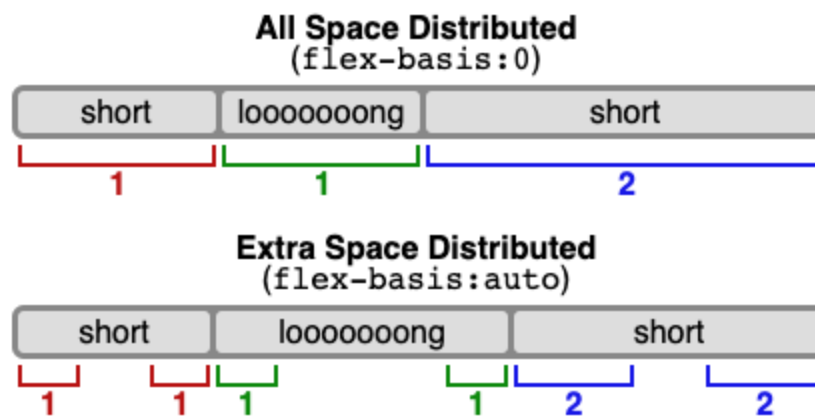 All Space Distributed
(flex-basis:0)
short looooooong short
1 1 2
Extra Space Distributed
(flex-basis:auto)
short looooooong short
1 1 1 1 2 2